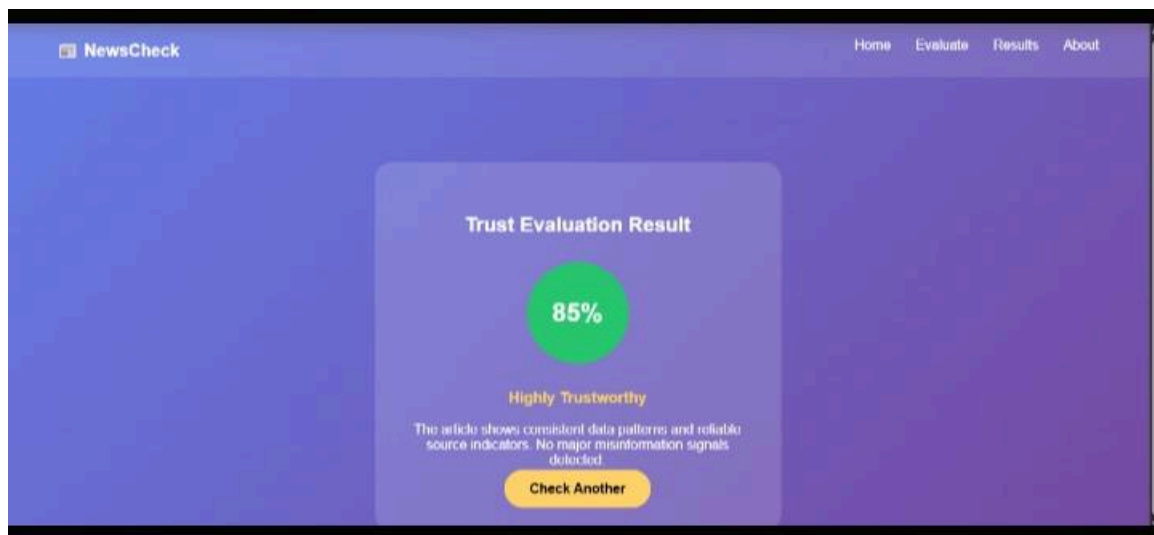 NewsCheck
Home Evaluate Results About
Trust Evaluation Result
85%
Highly Trustworthy
The article shows consistent data patterns and reliable
source indicators. No major misinformation signals
detected.
Check Another